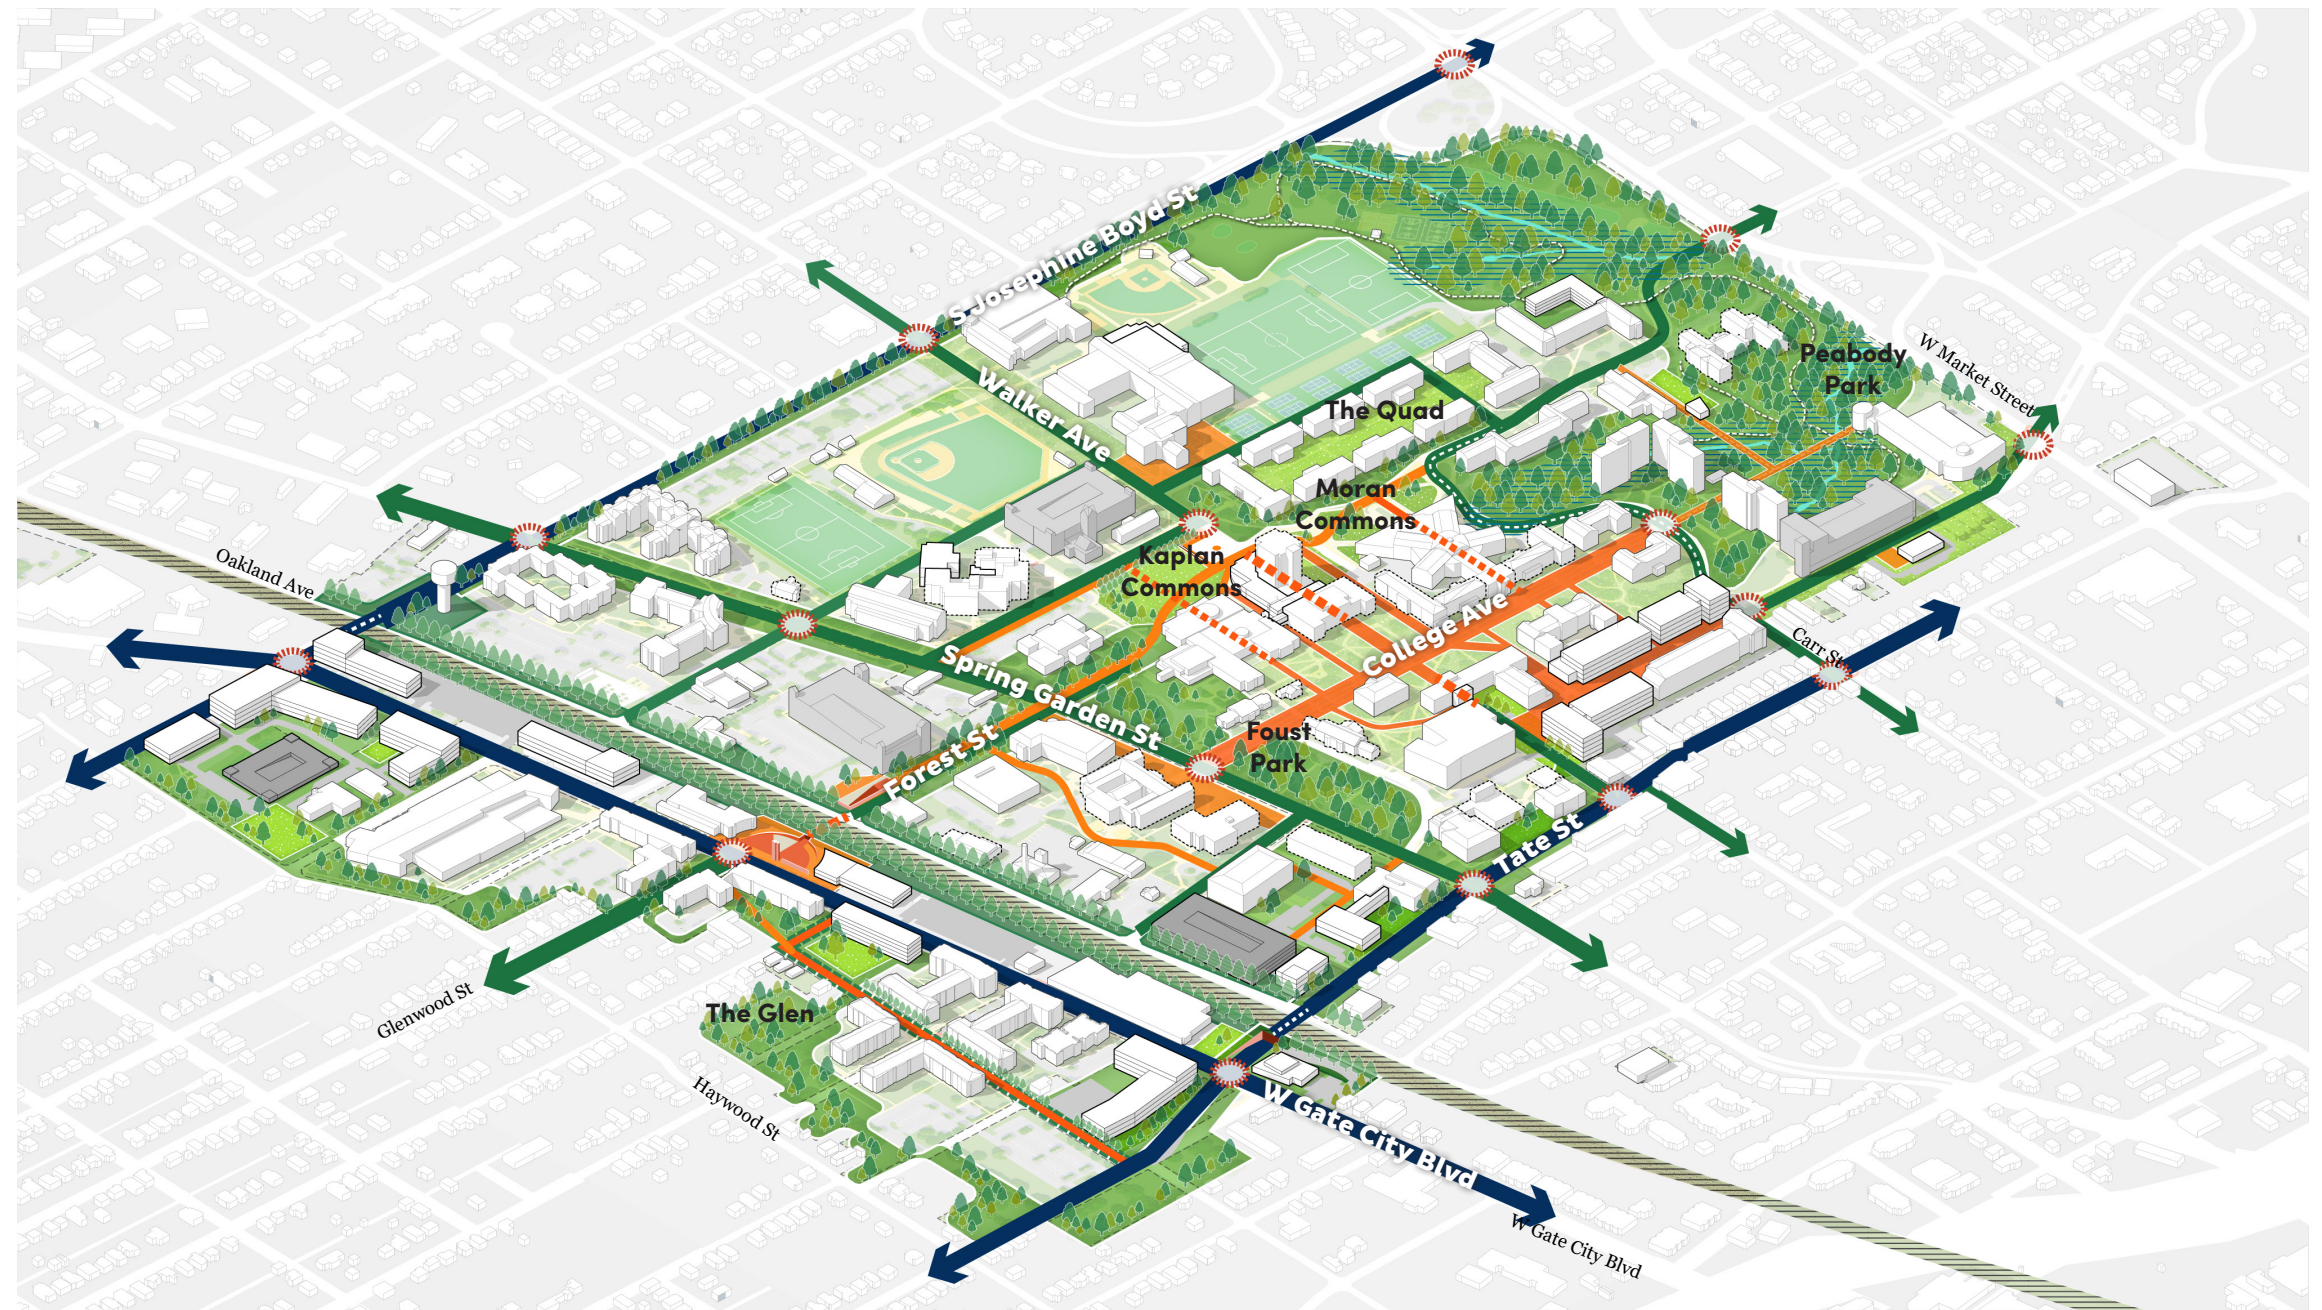 S Josephine Boyd St
W Market Street
Peabody
Park
Walker Ave
The Quad
Moran
Commons
Kaplan
Commons
Oakland Ave
College Ave
Carr St
Spring Garden St
Forest St
Foust
Park
Tate St
Glenwood St
The Glen
Haywood St
W Gate City Blvd
W Gate City Blvd